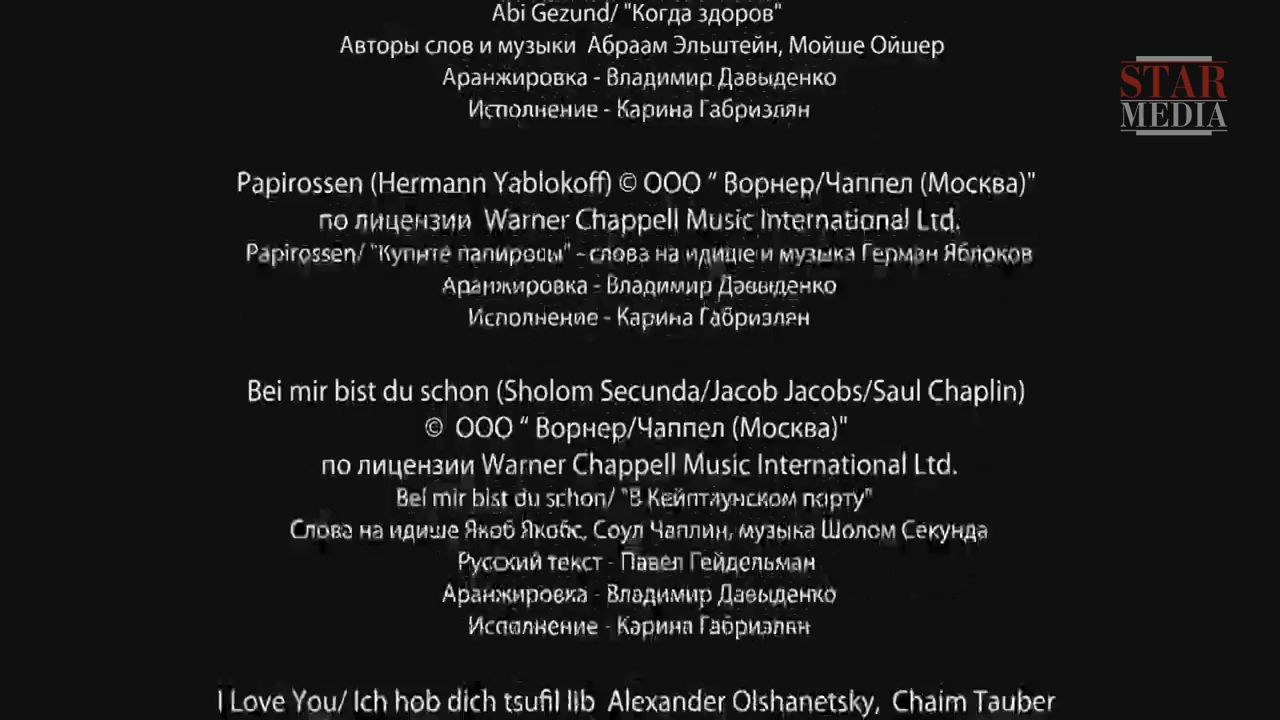 Abi Gezund/ "Когда здоров"
Авторы слов и музыки Абраам Эльштейн, Мойше Ойшер
Аранжировка - Владимир Давыденко
Исполнение - Карина Габриэлян
STAR
MEDIA
Papirossen (Hermann Yablokoff) © ООО “ Ворнер/Чаппел (Москва)"
по лицензии Warner Chappell Music International Ltd.
Papirossen/ "Купите папиросы" - слова на идише и музыка Герман Яблоков
Аранжировка - Владимир Давыденко
Исполнение - Карина Габриэлян
Bei mir bist du schon (Sholom Secunda/Jacob Jacobs/Saul Chaplin)
© ООО “ Ворнер/Чаппел (Москва)"
по лицензии Warner Chappell Music International Ltd.
Bei mir bist du schon/ "В Кейптаунском порту"
Слова на идише Якоб Якобс, Соул Чаплин, музыка Шолом Секунда
Русский текст - Павел Гейдельман
Аранжировка - Владимир Давыденко
Исполнение - Карина Габриэлян
I Love You/ Ich hob dich tsufil lib Alexander Olshanetsky, Chaim Tauber